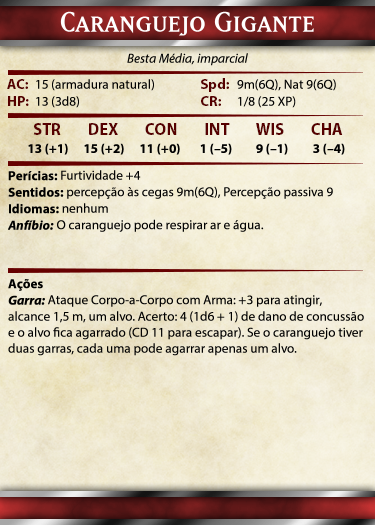 Caranguejo Gigante
Besta Média, imparcial
AC: 15 (armadura natural) Spd: 9m(6Q), Nat 9(6Q)
HP: 13 (3d8) CR: 1/8 (25 XP)
STR DEX CON INT WIS CHA
13 (+1) 15 (+2) 11 (+0) 1 (–5) 9 (–1) 3 (–4)
Perícias: Furtividade +4
Sentidos: percepção às cegas 9m(6Q), Percepção passiva 9
Idiomas: nenhum
Anfíbio: O caranguejo pode respirar ar e água.
Ações
Garra: Ataque Corpo-a-Corpo com Arma: +3 para atingir,
alcance 1,5 m, um alvo. Acerto: 4 (1d6 + 1) de dano de concussão
e o alvo fica agarrado (CD 11 para escapar). Se o caranguejo tiver
duas garras, cada uma pode agarrar apenas um alvo.